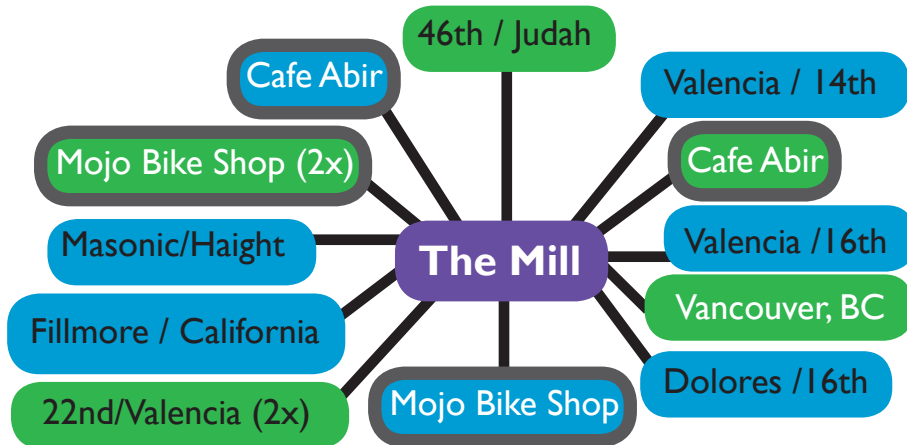 46th / Judah
Cafe Abir
Valencia / 14th
Mojo Bike Shop (2x)
Cafe Abir
Masonic/Haight
The Mill
Valencia /16th
Vancouver, BC
Fillmore / California
Dolores /16th
22nd/Valencia (2x)
Mojo Bike Shop